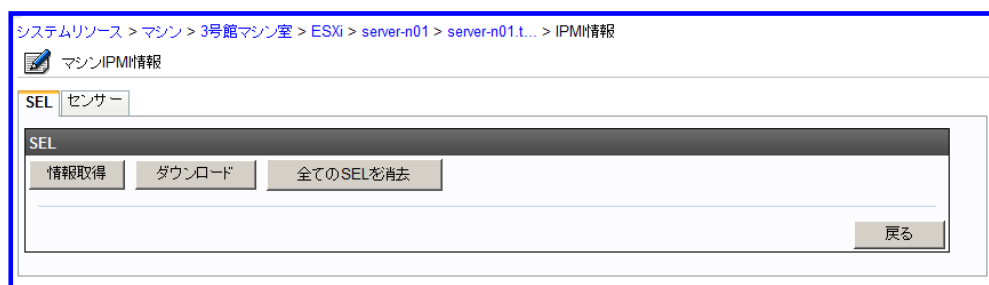 システムリソース > マシン > 3号館マシン室 > ESXi > server-n01 > server-n01.t... > IPMI情報
マシンIPMI情報
SEL センサー
SEL
情報取得 ダウンロード 全てのSELを消去
戻る